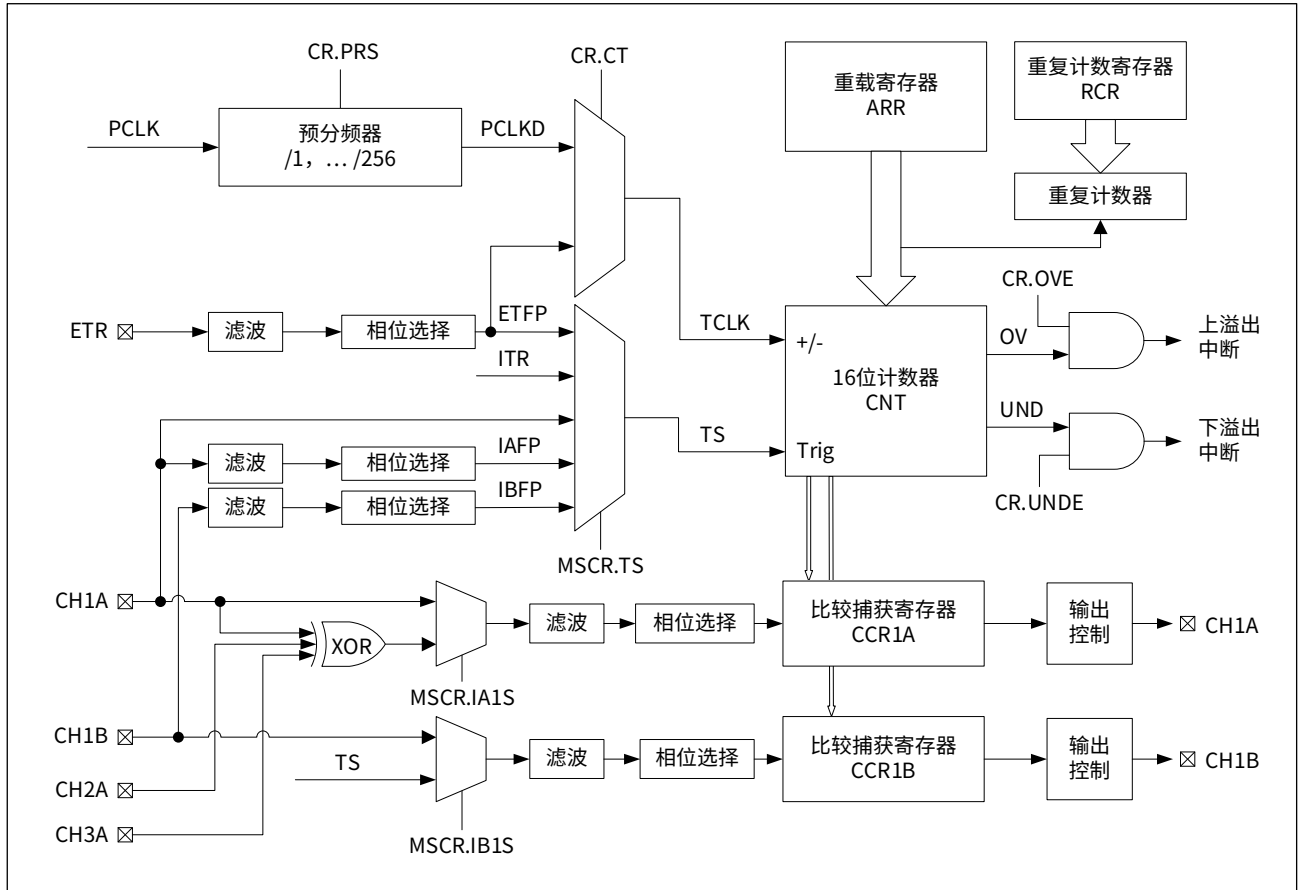 CR.PRS
CR.CT
PCLK
预分频器
/1，… /256
PCLKD
重载寄存器
ARR
重复计数寄存器
RCR
重复计数器
ETR
滤波
相位选择
ETFP
ITR
TCLK
+/-
16位计数器
CNT
Trig
TS
CR.OVE
OV
上溢出
中断
UND
下溢出
中断
CR.UNDE
滤波
相位选择
IAFP
滤波
相位选择
IBFP
MSCR.TS
CH1A
XOR
MSCR.IA1S
滤波
相位选择
比较捕获寄存器
CCR1A
输出
控制
CH1A
CH1B
TS
MSCR.IB1S
滤波
相位选择
比较捕获寄存器
CCR1B
输出
控制
CH1B
CH2A
CH3A